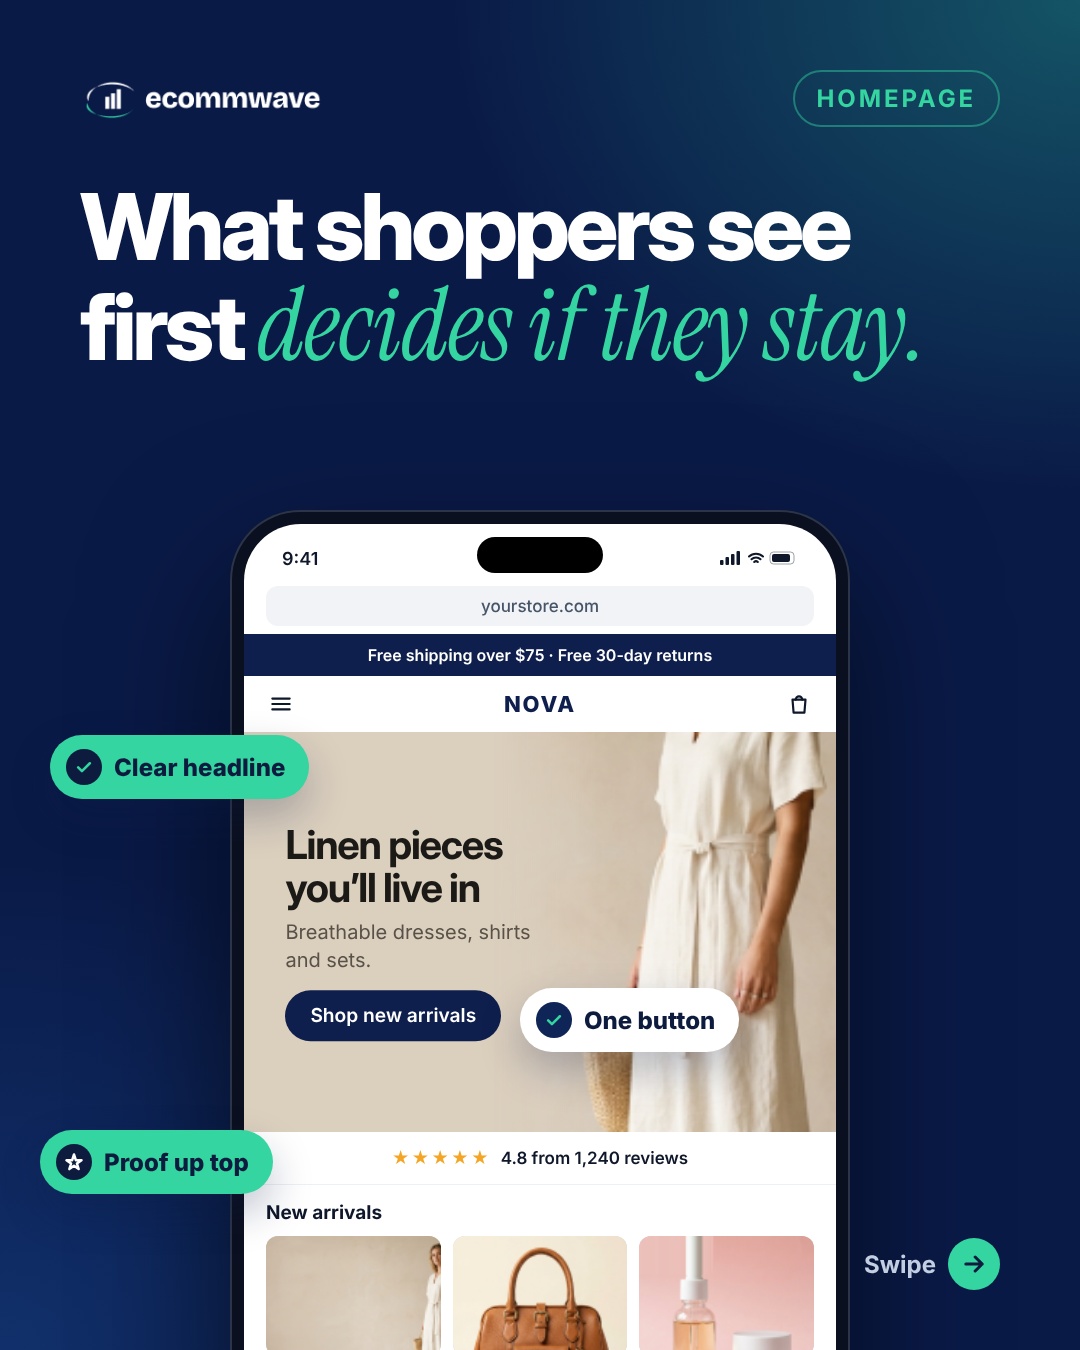 ecommwave
HOMEPAGE
What shoppers see
first decides if they stay.
9:41
yourstore.com
Free shipping over $75 · Free 30-day returns
NOVA
Clear headline
Linen pieces
you’ll live in
Breathable dresses, shirts
and sets.
Shop new arrivals
One button
Proof up top
4.8 from 1,240 reviews
New arrivals
Swipe